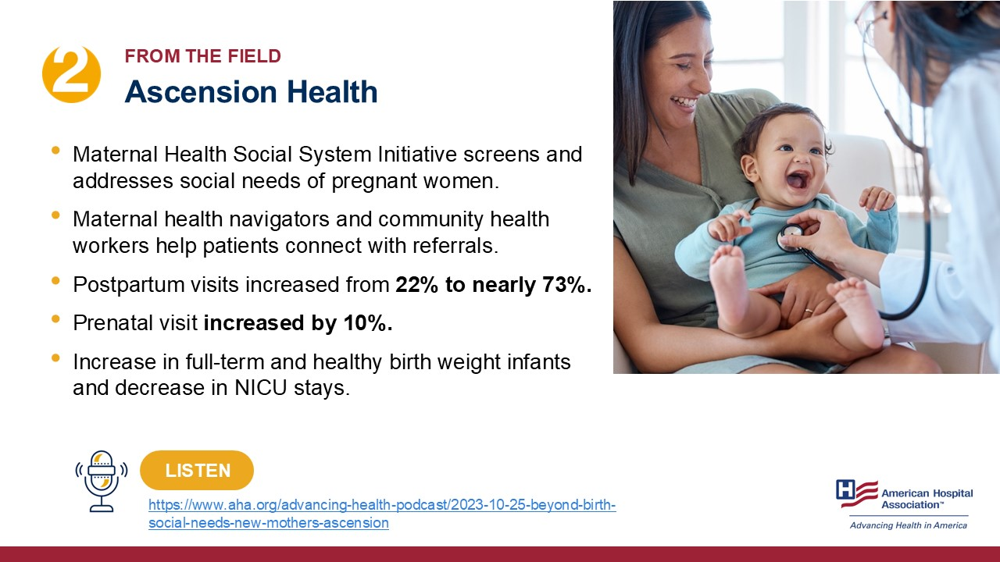 2
FROM THE FIELD
Ascension Health
• Maternal Health Social System Initiative screens and
addresses social needs of pregnant women.
• Maternal health navigators and community health
workers help patients connect with referrals.
• Postpartum visits increased from 22% to nearly 73%.
• Prenatal visit increased by 10%.
• Increase in full-term and healthy birth weight infants
and decrease in NICU stays.
LISTEN
https://www.aha.org/advancing-health-podcast/2023-10-25-beyond-birth-
social-needs-new-mothers-ascension
H American Hospital
Association™
Advancing Health in America